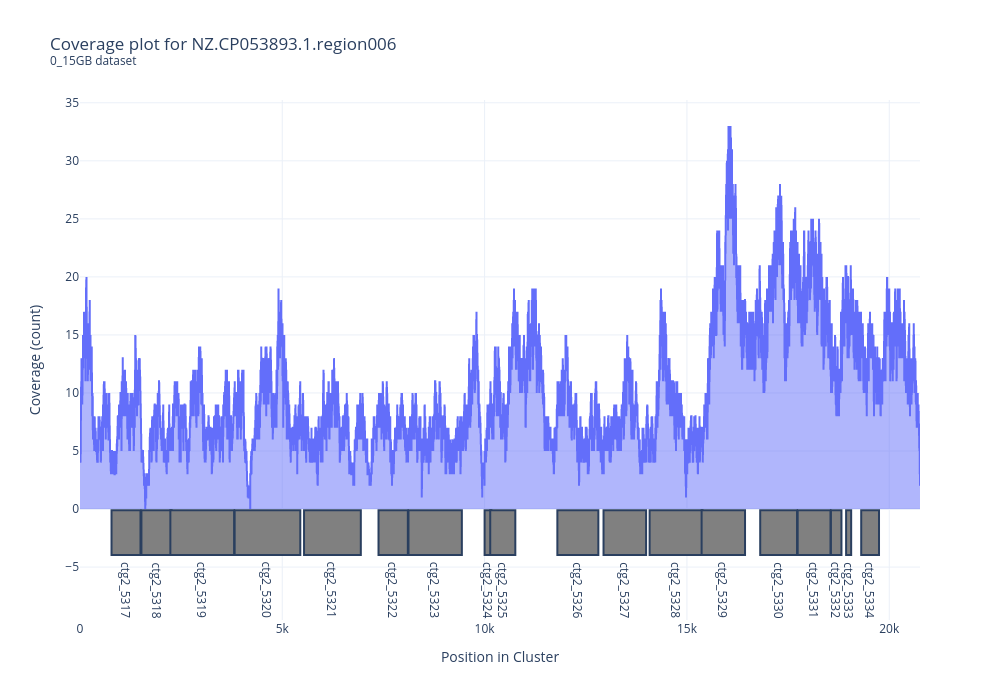 Coverage plot for NZ.CP053893.1.region006
0_15GB dataset
35
30
25
20
15
10
5
0
−5
Coverage (count)
ctg2_5317
ctg2_5318
ctg2_5319
ctg2_5320
ctg2_5321
ctg2_5322
ctg2_5323
ctg2_5324
ctg2_5325
ctg2_5326
ctg2_5327
ctg2_5328
ctg2_5329
ctg2_5330
ctg2_5331
ctg2_5332
ctg2_5333
ctg2_5334
0 5k 10k 15k 20k
Position in Cluster